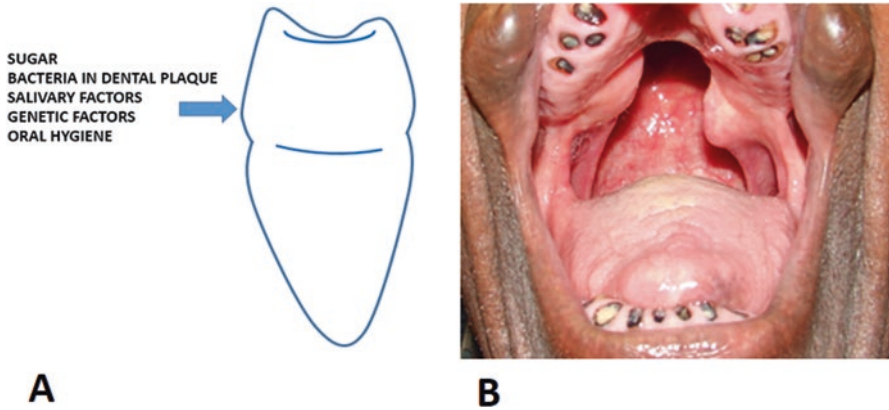 SUGAR
BACTERIA IN DENTAL PLAQUE
SALIVARY FACTORS
GENETIC FACTORS
ORAL HYGIENE
A
B